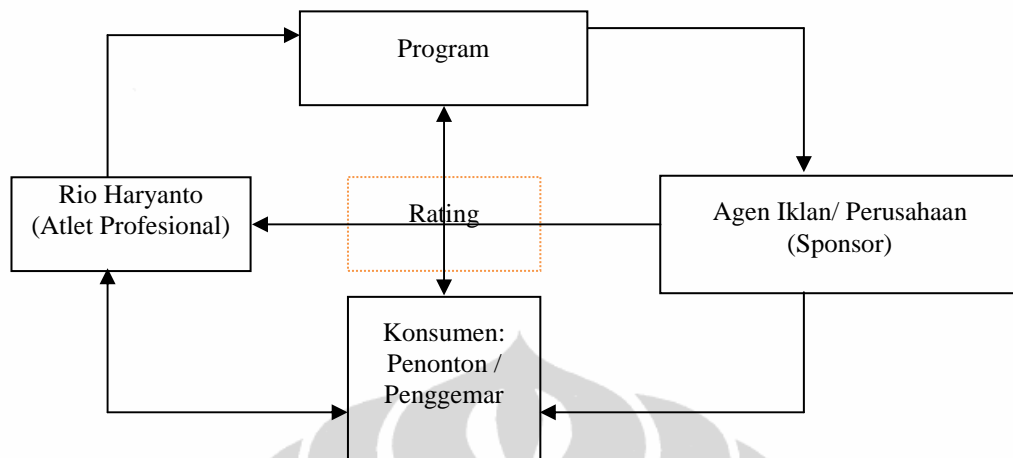 Program
Rio Haryanto
(Atlet Profesional)
Rating
Agen Iklan/ Perusahaan
(Sponsor)
Konsumen:
Penonton /
Penggemar